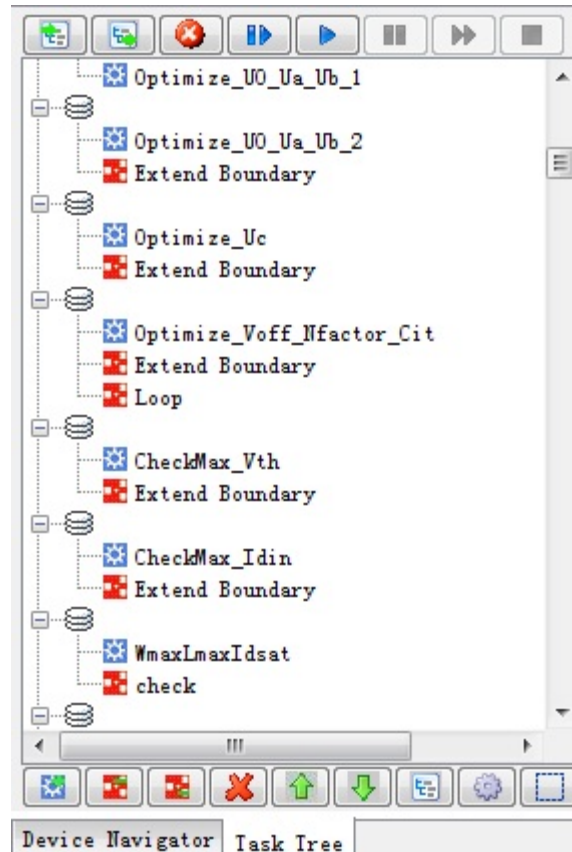 Optimize_U0_Ua_Ub_1
Optimize_U0_Ua_Ub_2
Extend Boundary
Optimize_Uc
Extend Boundary
Optimize_Voff_Nfactor_Cit
Extend Boundary
Loop
CheckMax_Vth
Extend Boundary
CheckMax_Idin
Extend Boundary
WmaxLmaxIdsat
check
Device Navigator Task Tree